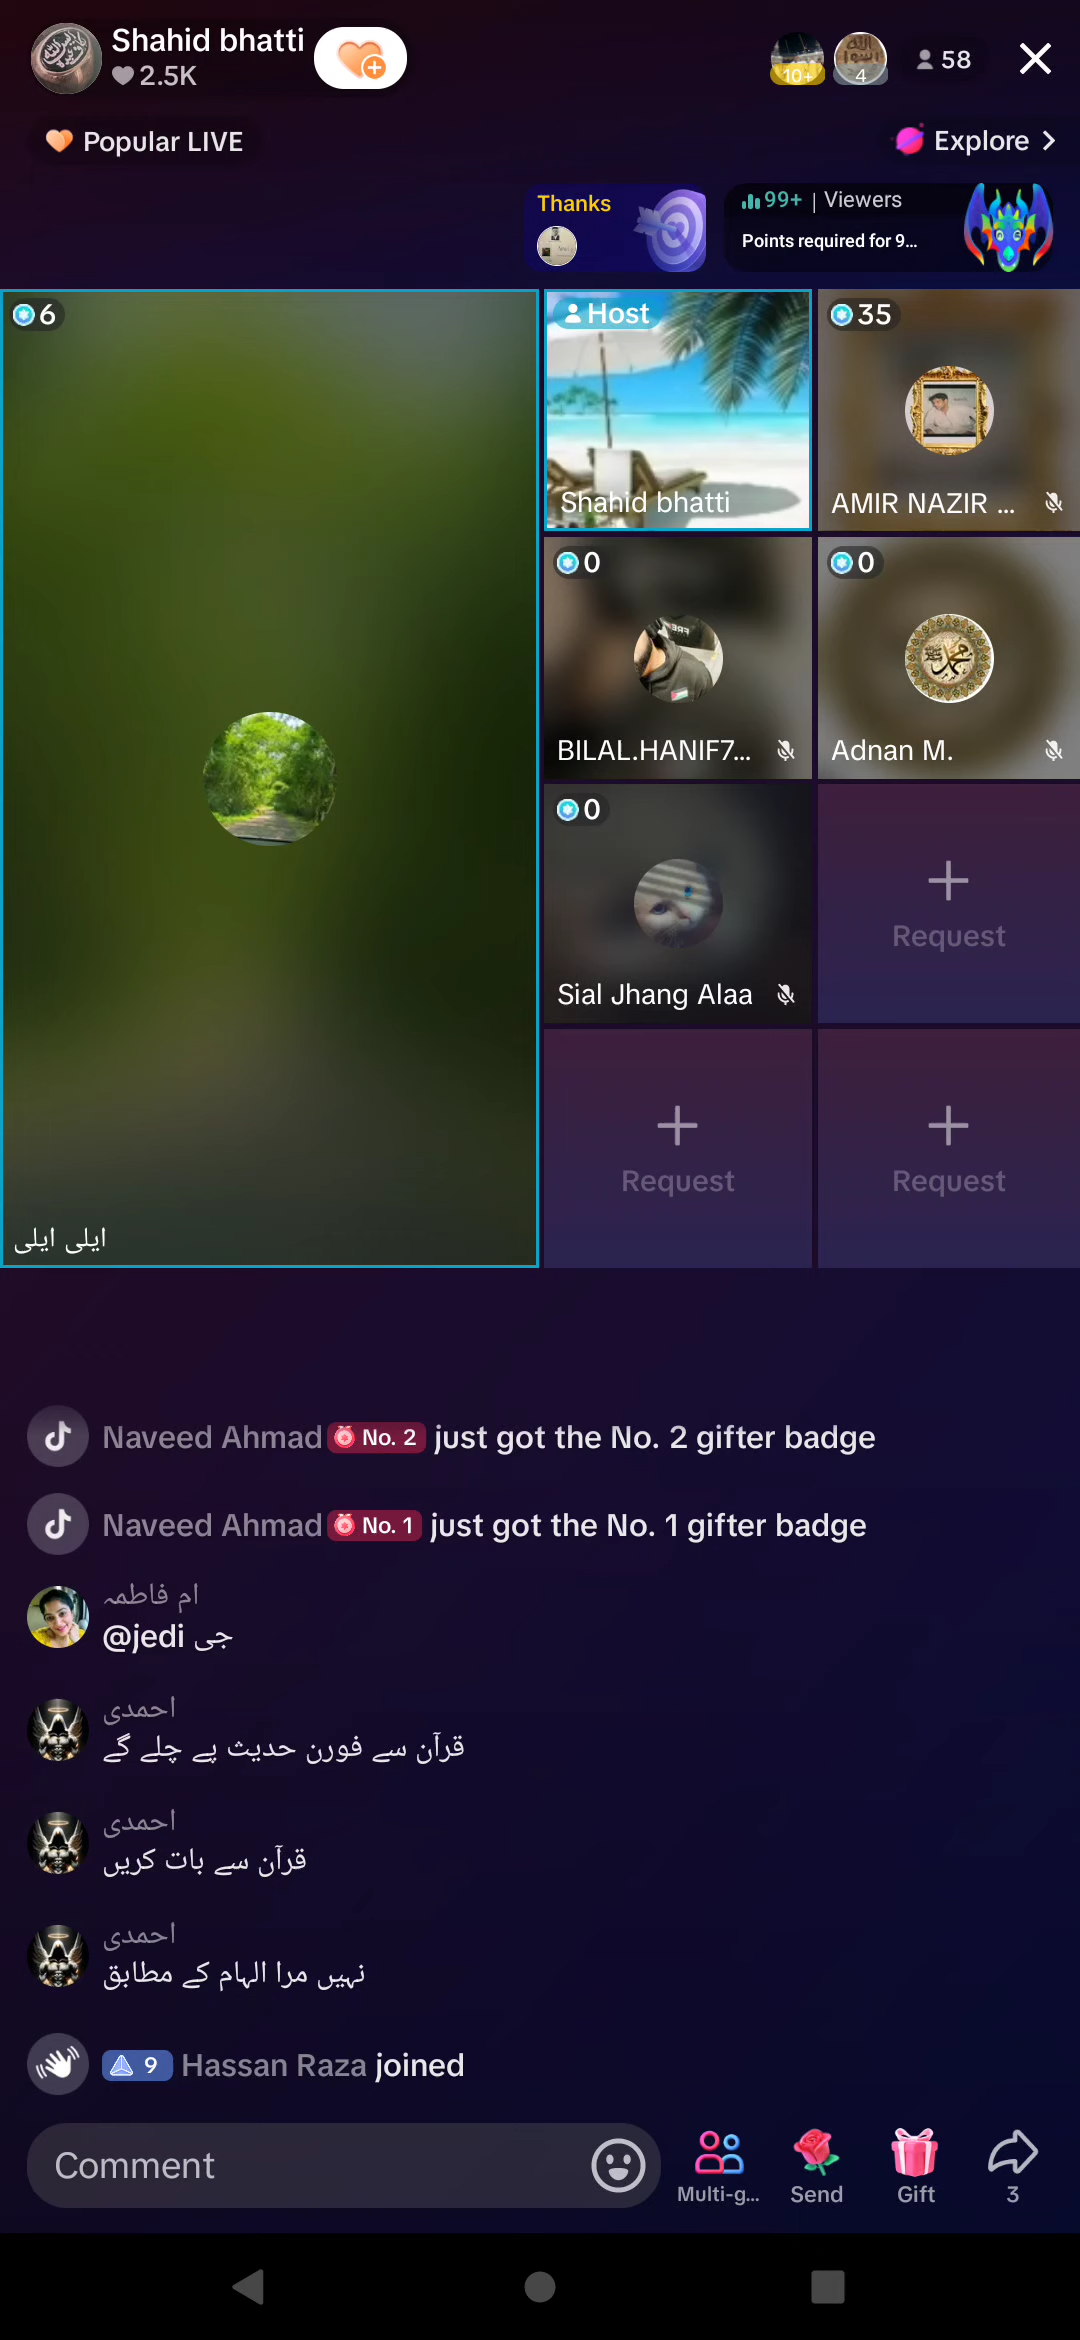 Shahid bhatti
2.5K
10+
4
58
Popular LIVE
Explore
Thanks
99+ | Viewers
Points required for 9...
6
Host
Shahid bhatti
35
AMIR NAZIR ...
0
BILAL.HANIF7...
0
Adnan M.
0
Sial Jhang Alaa
Request
Request
Request
ایلی ایلی
Naveed Ahmad No. 2 just got the No. 2 gifter badge
Naveed Ahmad No. 1 just got the No. 1 gifter badge
ام فاطمہ
@jedi جی
احمدی
قرآن سے فورن حدیث پے چلے گے
احمدی
قرآن سے بات کریں
احمدی
نہیں مرا الہام کے مطابق
9 Hassan Raza joined
Comment
Multi-g...
Send
Gift
3